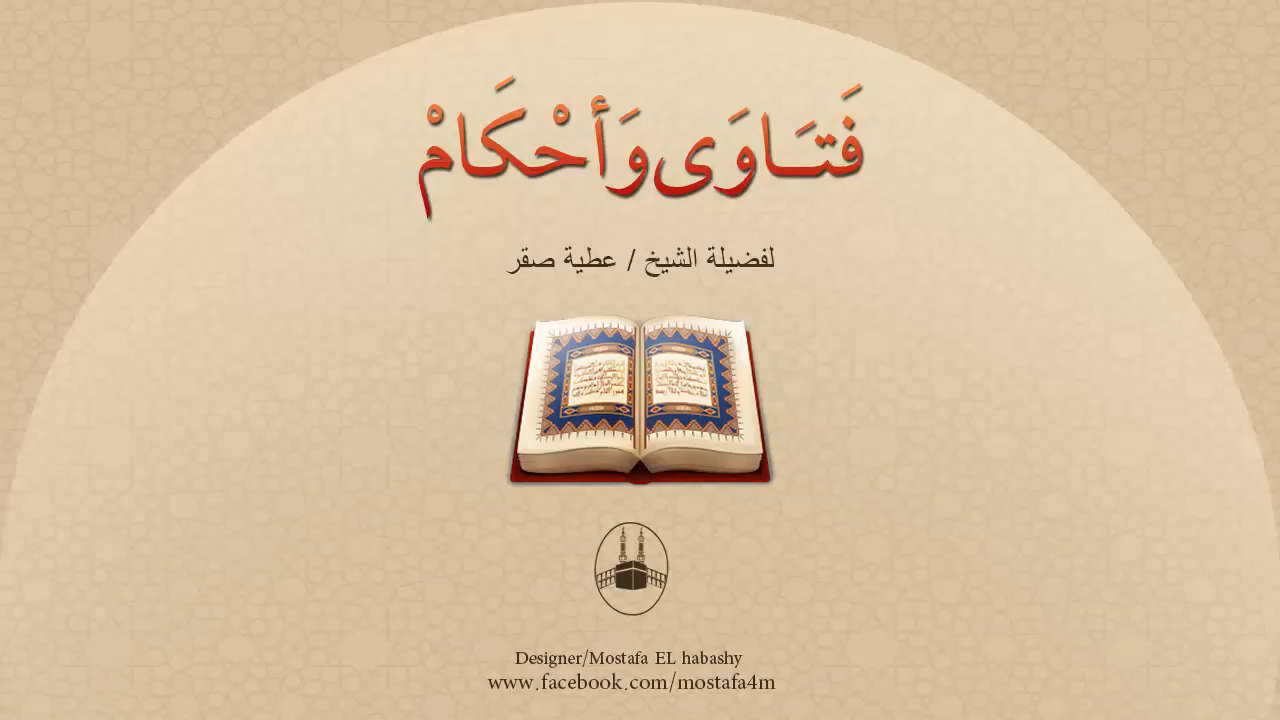 فَتَاوَى وَأَحْكَامْ
لفضيلة الشيخ / عطية صقر
Designer/Mostafa EL habashy
www.facebook.com/mostafa4m